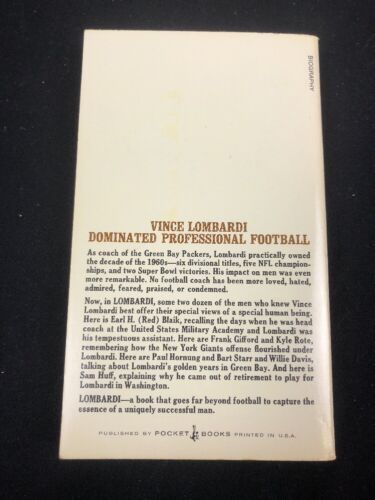 BIOGRAPHY
VINCE LOMBARDI
DOMINATED PROFESSIONAL FOOTBALL
As coach of the Green Bay Packers, Lombardi practically owned
the decade of the 1960s—six divisional titles, five NFL champion-
ships, and two Super Bowl victories. His impact on men was even
more remarkable. No football coach has been more loved, hated,
admired, feared, praised, or condemned.
Now, in LOMBARDI, some two dozen of the men who knew Vince
Lombardi best offer their special views of a special human being.
Here is Earl H. (Red) Blaik, recalling the days when he was head
coach at the United States Military Academy and Lombardi was
his tempestuous assistant. Here are Frank Gifford and Kyle Rote,
remembering how the New York Giants offense flourished under
Lombardi. Here are Paul Hornung and Bart Starr and Willie Davis,
talking about Lombardi's golden years in Green Bay. And here is
Sam Huff, explaining why he came out of retirement to play for
Lombardi in Washington.
LOMBARDI—a book that goes far beyond football to capture the
essence of a uniquely successful man.
PUBLISHED BY POCKET BOOKS PRINTED IN U.S.A.